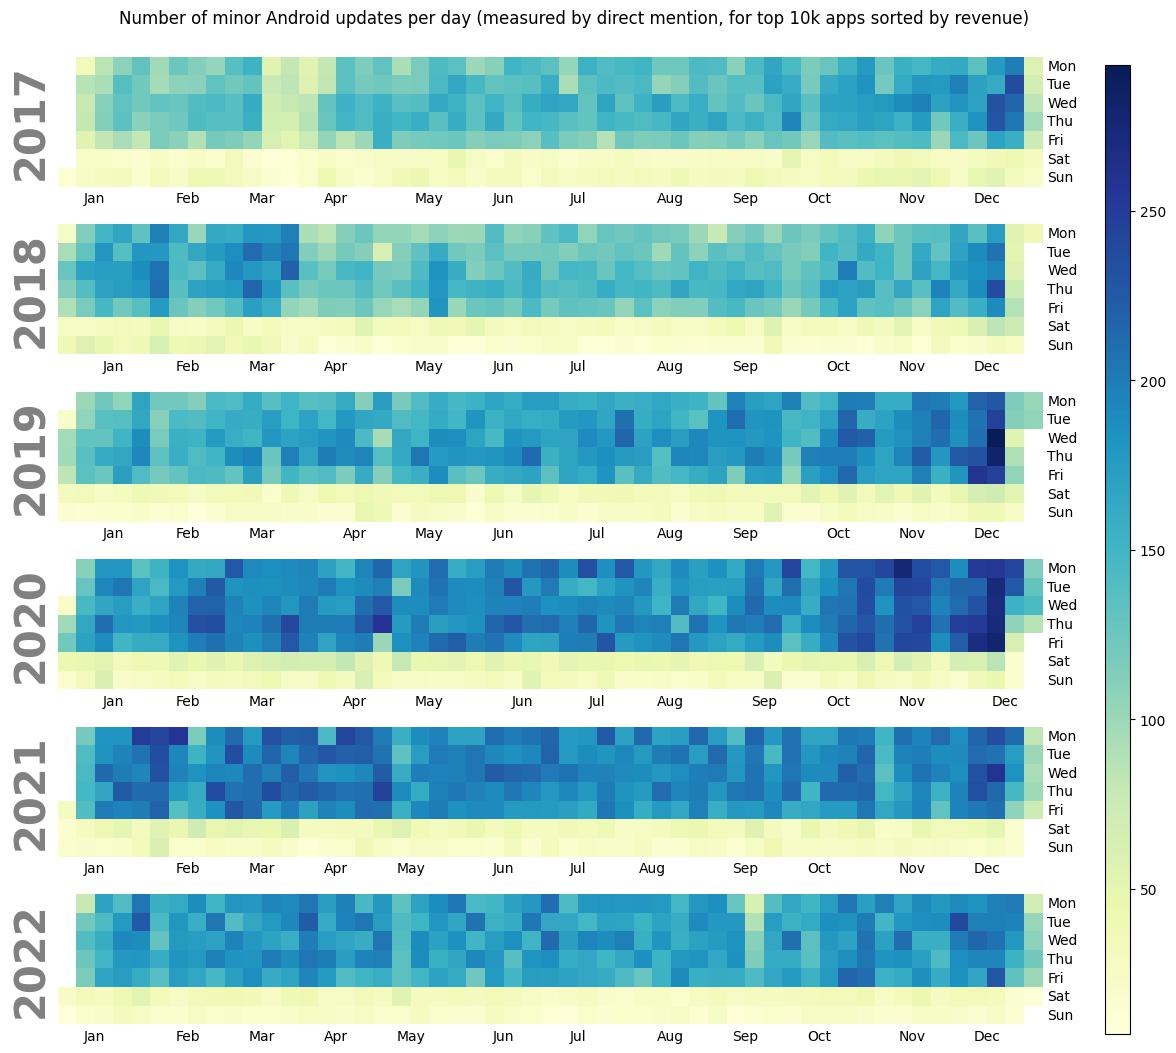 Number of minor Android updates per day (measured by direct mention, for top 10k apps sorted by revenue)
2017
Mon
Tue
Wed
Thu
Fri
Sat
Sun
Jan Feb Mar Apr May Jun Jul Aug Sep Oct Nov Dec
2018
Mon
Tue
Wed
Thu
Fri
Sat
Sun
Jan Feb Mar Apr May Jun Jul Aug Sep Oct Nov Dec
2019
Mon
Tue
Wed
Thu
Fri
Sat
Sun
Jan Feb Mar Apr May Jun Jul Aug Sep Oct Nov Dec
2020
Mon
Tue
Wed
Thu
Fri
Sat
Sun
Jan Feb Mar Apr May Jun Jul Aug Sep Oct Nov Dec
2021
Mon
Tue
Wed
Thu
Fri
Sat
Sun
Jan Feb Mar Apr May Jun Jul Aug Sep Oct Nov Dec
2022
Mon
Tue
Wed
Thu
Fri
Sat
Sun
Jan Feb Mar Apr May Jun Jul Aug Sep Oct Nov Dec
250
200
150
100
50